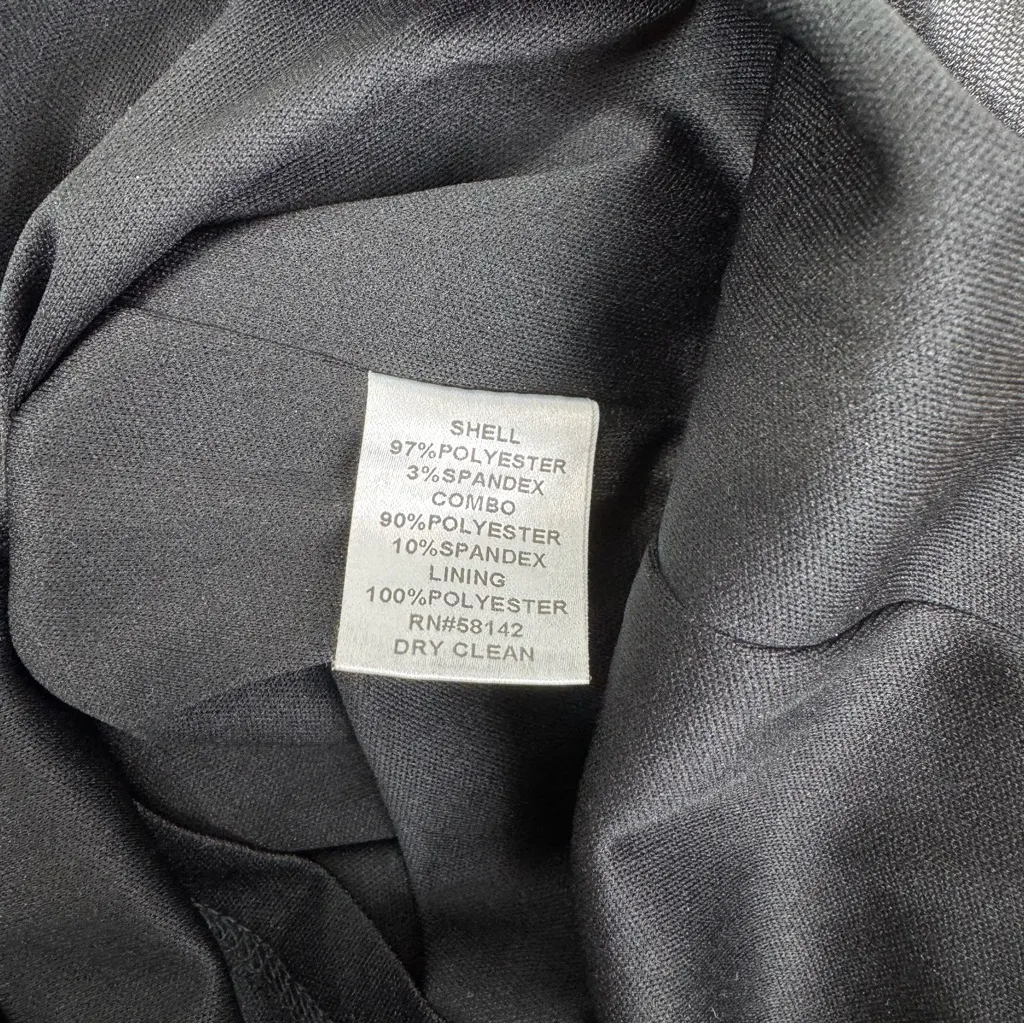 SHELL
97%POLYESTER
3%SPANDEX
COMBO
90%POLYESTER
10%SPANDEX
LINING
100%POLYESTER
RN#58142
DRY CLEAN